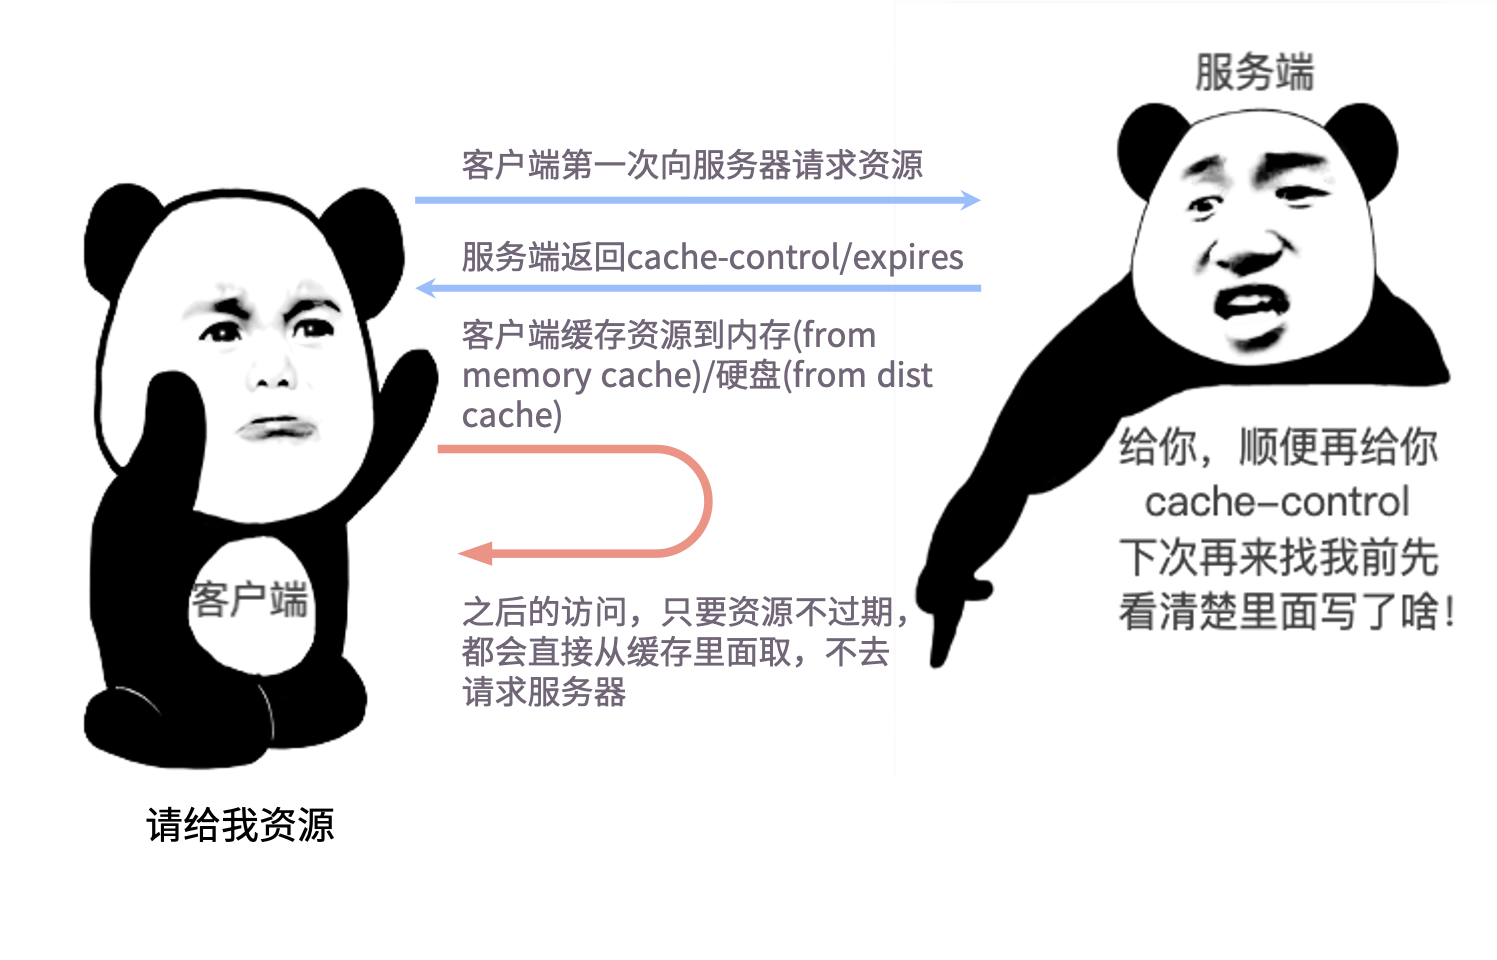 服务端
客户端第一次向服务器请求资源
服务端返回cache-control/expires
客户端缓存资源到内存(from
memory cache)/硬盘(from dist
cache)
给你，顺便再给你
cache-control
下次再来找我前先
看清楚里面写了啥！
客户端
之后的访问，只要资源不过期，
都会直接从缓存里面取，不去
请求服务器
请给我资源